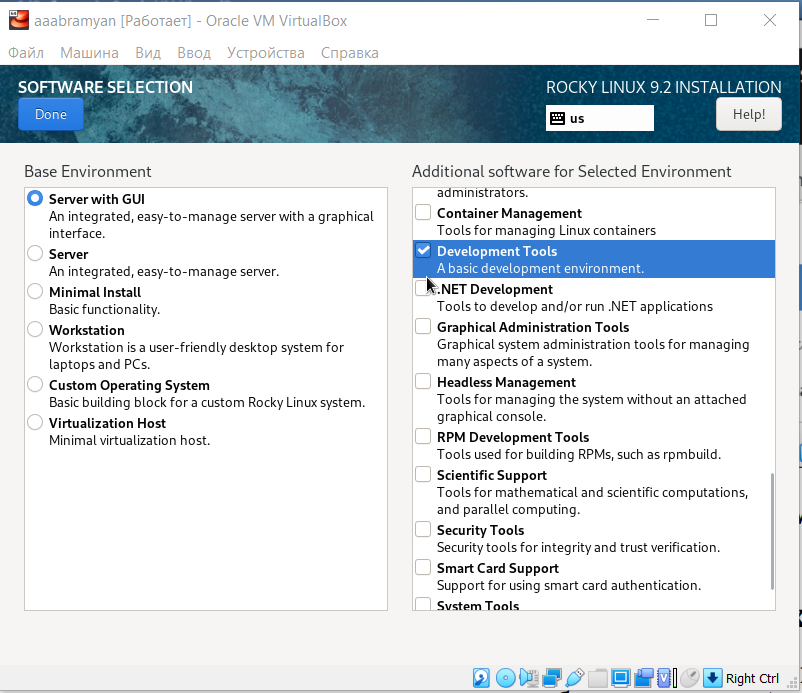 aaabramyan [Работает] - Oracle VM VirtualBox
Файл Машина Вид Ввод Устройства Справка
SOFTWARE SELECTION
ROCKY LINUX 9.2 INSTALLATION
Done
us
Help!
Base Environment
Server with GUI
An integrated, easy-to-manage server with a graphical
interface.
Server
An integrated, easy-to-manage server.
Minimal Install
Basic functionality.
Workstation
Workstation is a user-friendly desktop system for
laptops and PCs.
Custom Operating System
Basic building block for a custom Rocky Linux system.
Virtualization Host
Minimal virtualization host.
Additional software for Selected Environment
administrators.
Container Management
Tools for managing Linux containers
Development Tools
A basic development environment.
.NET Development
Tools to develop and/or run .NET applications
Graphical Administration Tools
Graphical system administration tools for managing
many aspects of a system.
Headless Management
Tools for managing the system without an attached
graphical console.
RPM Development Tools
Tools used for building RPMs, such as rpmbuild.
Scientific Support
Tools for mathematical and scientific computations,
and parallel computing.
Security Tools
Security tools for integrity and trust verification.
Smart Card Support
Support for using smart card authentication.
System Tools
Right Ctrl